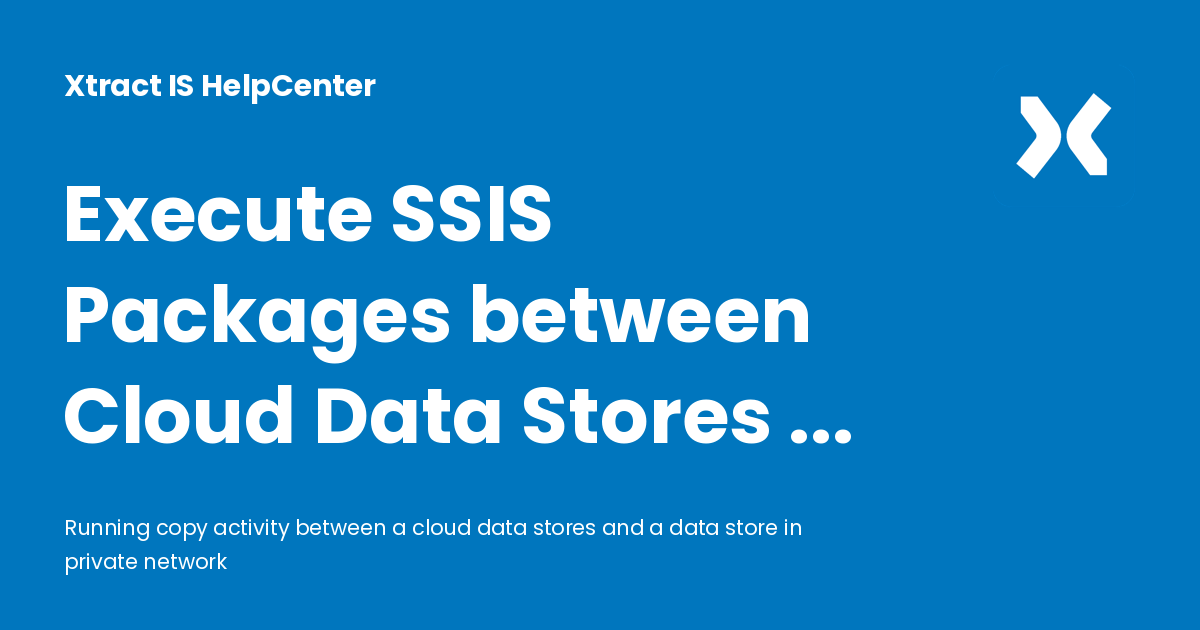 Xtract IS HelpCenter
Execute SSIS
Packages between
Cloud Data Stores ...
Running copy activity between a cloud data stores and a data store in
private network